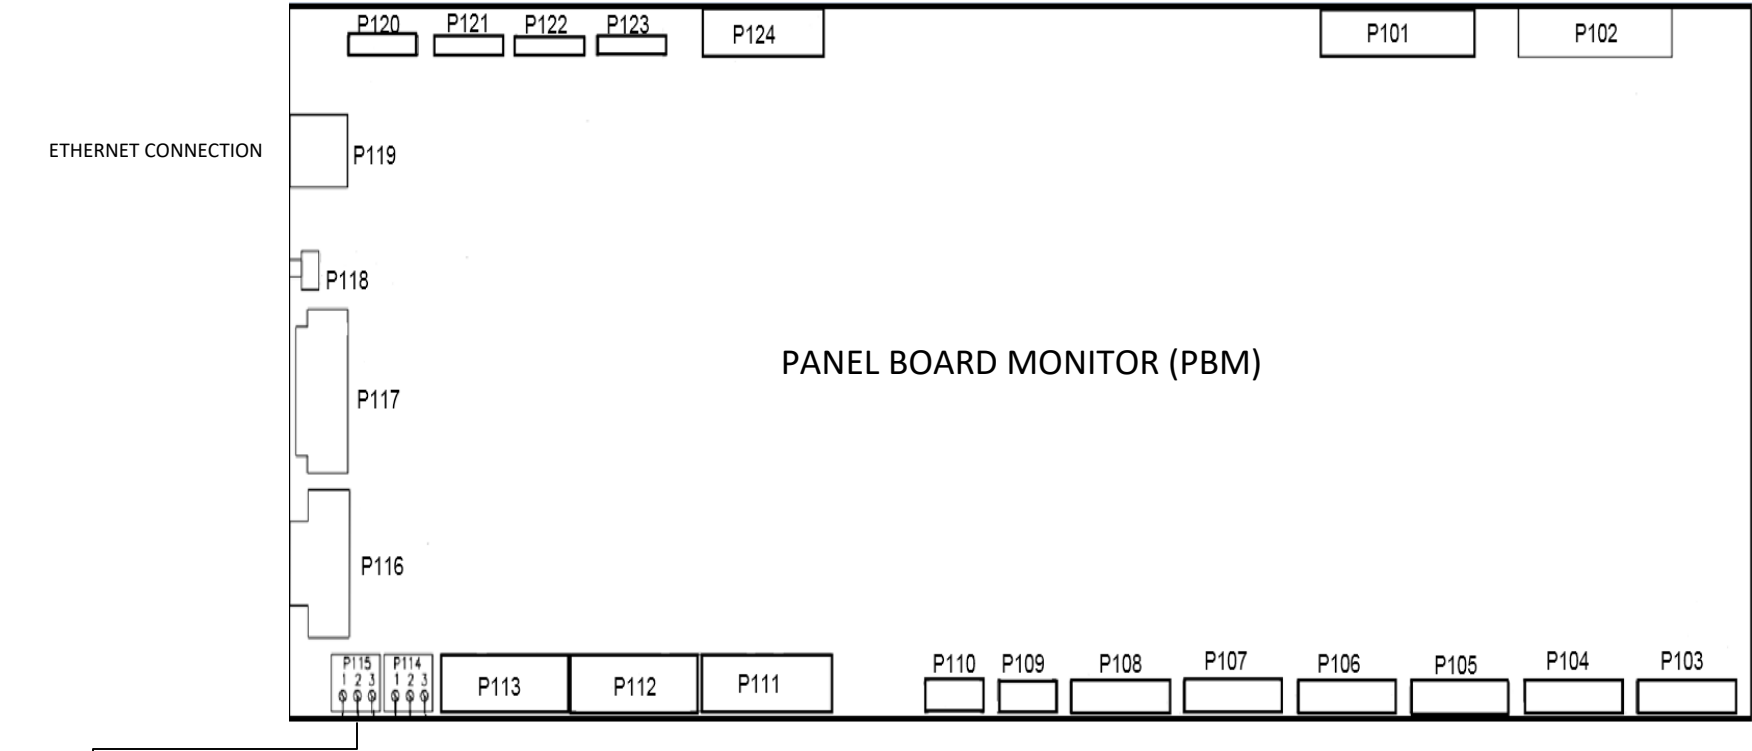 P120 P121 P122 P123 P124 P101 P102
ETHERNET CONNECTION
P119
P118
PANEL BOARD MONITOR (PBM)
P117
P116
P115 P114
1 2 3 1 2 3
P113 P112 P111
P110 P109 P108 P107 P106 P105 P104 P103